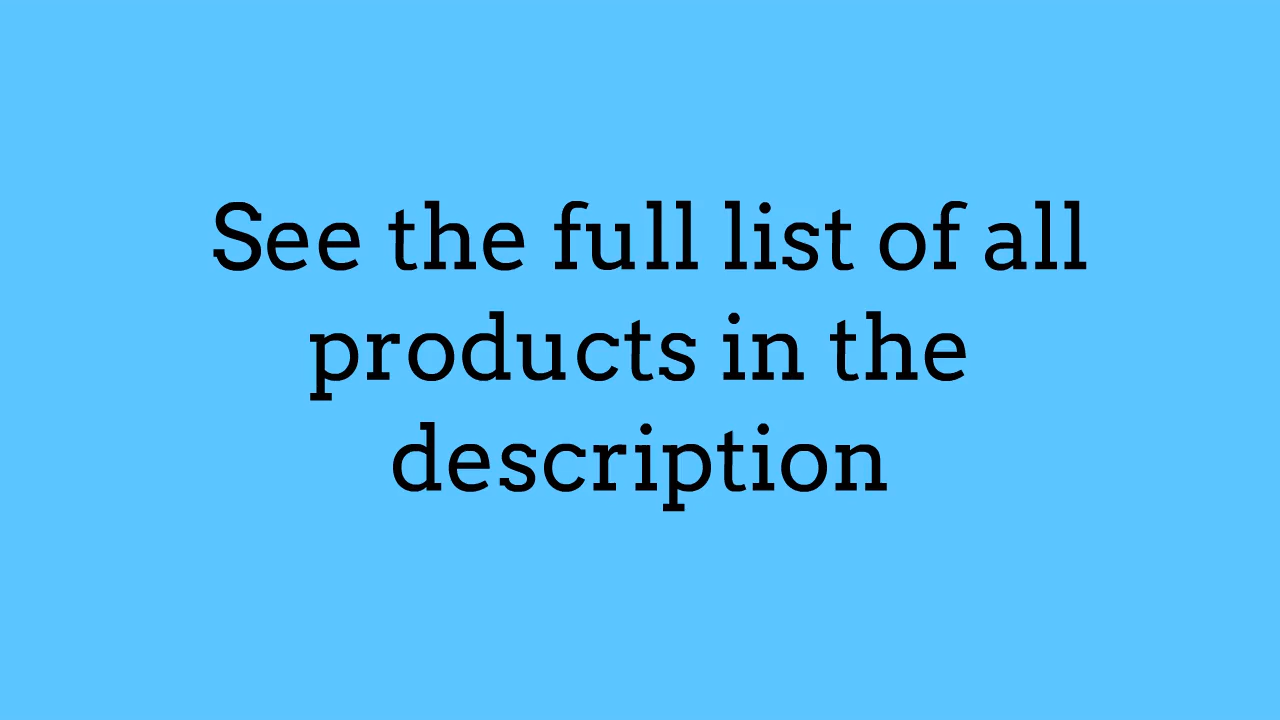 See the full list of all
products in the
description